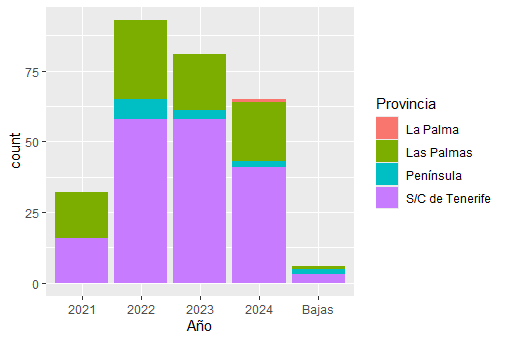 75
50
25
0
count
2021 2022 2023 2024 Bajas
Año
Provincia
La Palma
Las Palmas
Península
S/C de Tenerife